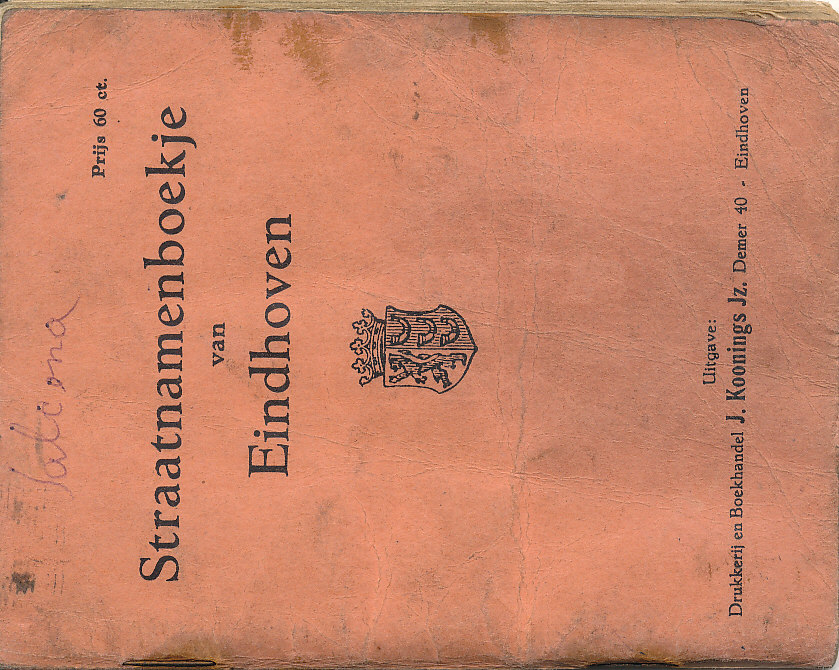 Prijs 60 ct.
Straatnamenboekje
van
Eindhoven
Uitgave:
Drukkerij en Boekhandel J. Koonings Jz. Demer 40 - Eindhoven